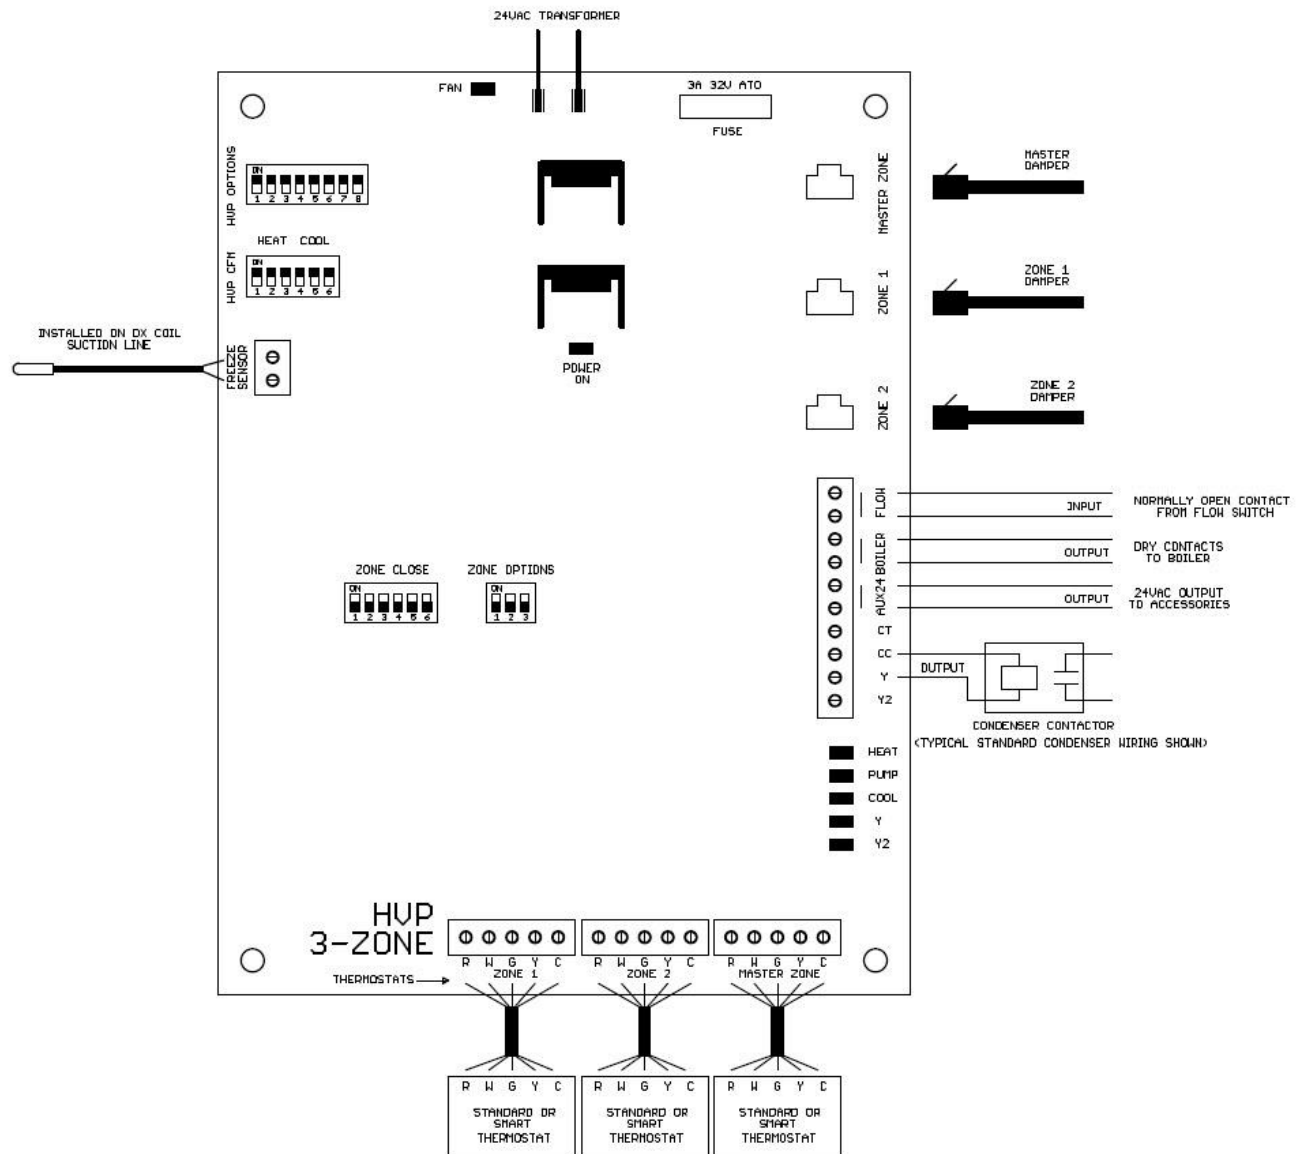 24VAC TRANSFORMER
FAN
3A 32V ATO
FUSE
HVP OPTIONS
ON
1 2 3 4 5 6 7 8
MASTER ZONE
MASTER
DAMPER
HEAT COOL
HVP CFM
ON
1 2 3 4 5 6
ZONE 1
ZONE 1
DAMPER
INSTALLED ON DX COIL
SUCTION LINE
FREEZE
SENSOR
POWER
ON
ZONE 2
ZONE 2
DAMPER
FLOW
INPUT
NORMALLY OPEN CONTACT
FROM FLOW SWITCH
BOILER
OUTPUT
DRY CONTACTS
TO BOILER
AUX24
OUTPUT
24VAC OUTPUT
TO ACCESSORIES
ZONE CLOSE
ON
1 2 3 4 5 6
ZONE OPTIONS
ON
1 2 3
CT
CC
Y
OUTPUT
Y2
CONDENSER CONTACTOR
(TYPICAL STANDARD CONDENSER WIRING SHOWN)
HEAT
PUMP
COOL
Y
Y2
HVP
3-ZONE
R W G Y C
ZONE 1
R W G Y C
ZONE 2
R W G Y C
MASTER ZONE
THERMOSTATS
R W G Y C
STANDARD OR
SMART
THERMOSTAT
R W G Y C
STANDARD OR
SMART
THERMOSTAT
R W G Y C
STANDARD OR
SMART
THERMOSTAT